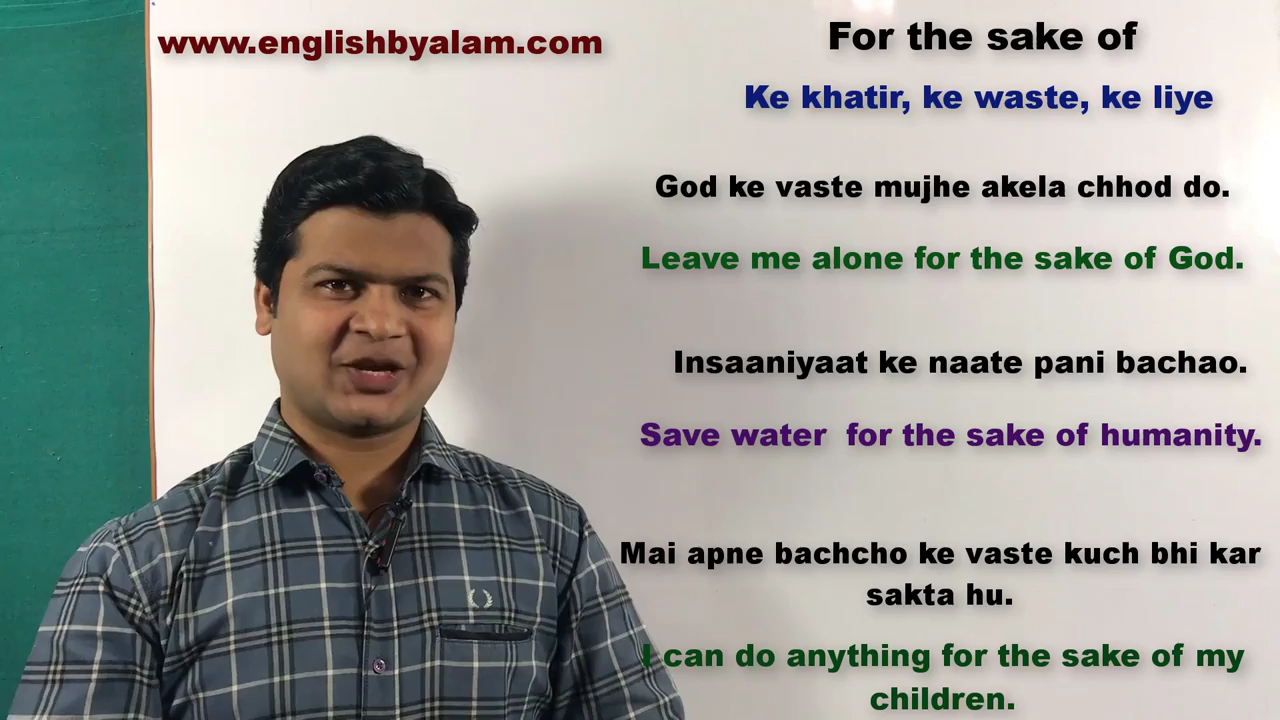 www.englishbyalam.com
For the sake of
Ke khatir, ke waste, ke liye
God ke vaste mujhe akela chhod do.
Leave me alone for the sake of God.
Insaaniyaat ke naate pani bachao.
Save water for the sake of humanity.
Mai apne bachcho ke vaste kuch bhi kar
sakta hu.
I can do anything for the sake of my
children.